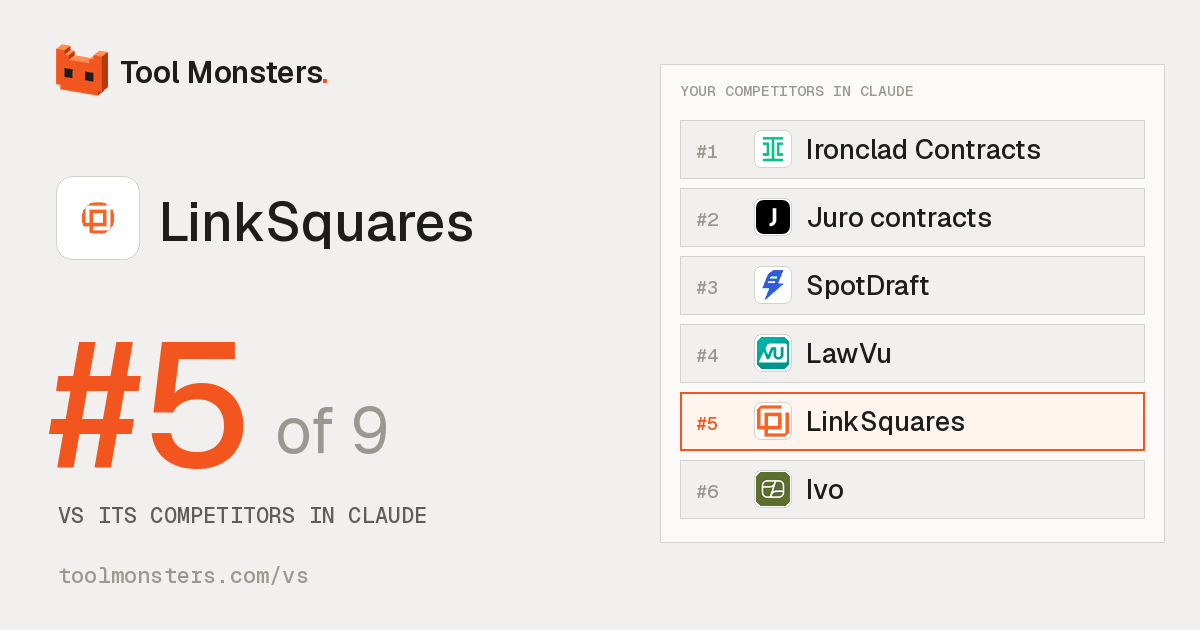 Tool Monsters.
LinkSquares
#5 of 9
VS ITS COMPETITORS IN CLAUDE
toolmonsters.com/vs
YOUR COMPETITORS IN CLAUDE
#1 Ironclad Contracts
#2 J Juro contracts
#3 SpotDraft
#4 VU LawVu
#5 LinkSquares
#6 Ivo